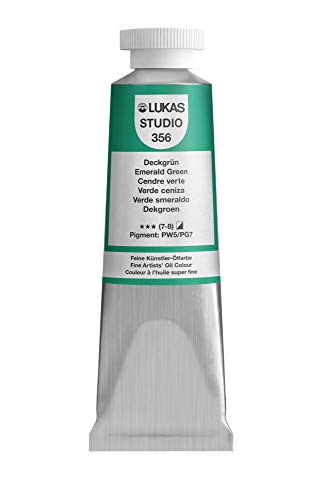 LUKAS
STUDIO
356
Deckgrün
Emerald Green
Cendre verte
Verde ceniza
Verde smeraldo
Dekgroen
★★★ (7-8)
Pigment: PW5/PG7
Feine Künstler-Ölfarbe
Fine Artists' Oil Colour
Couleur à l'huile super fine